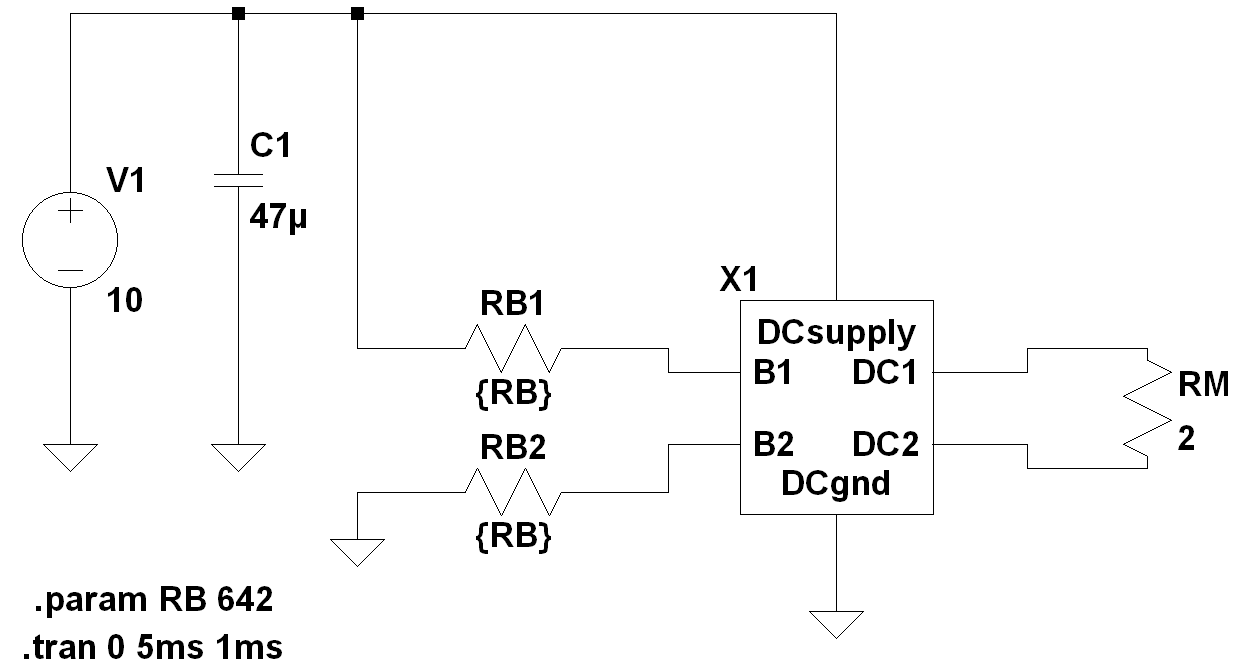 V1
10
C1
47µ
RB1
{RB}
RB2
{RB}
X1
DCsupply
B1 DC1
B2 DC2
DCgnd
RM
2
.param RB 642
.tran 0 5ms 1ms